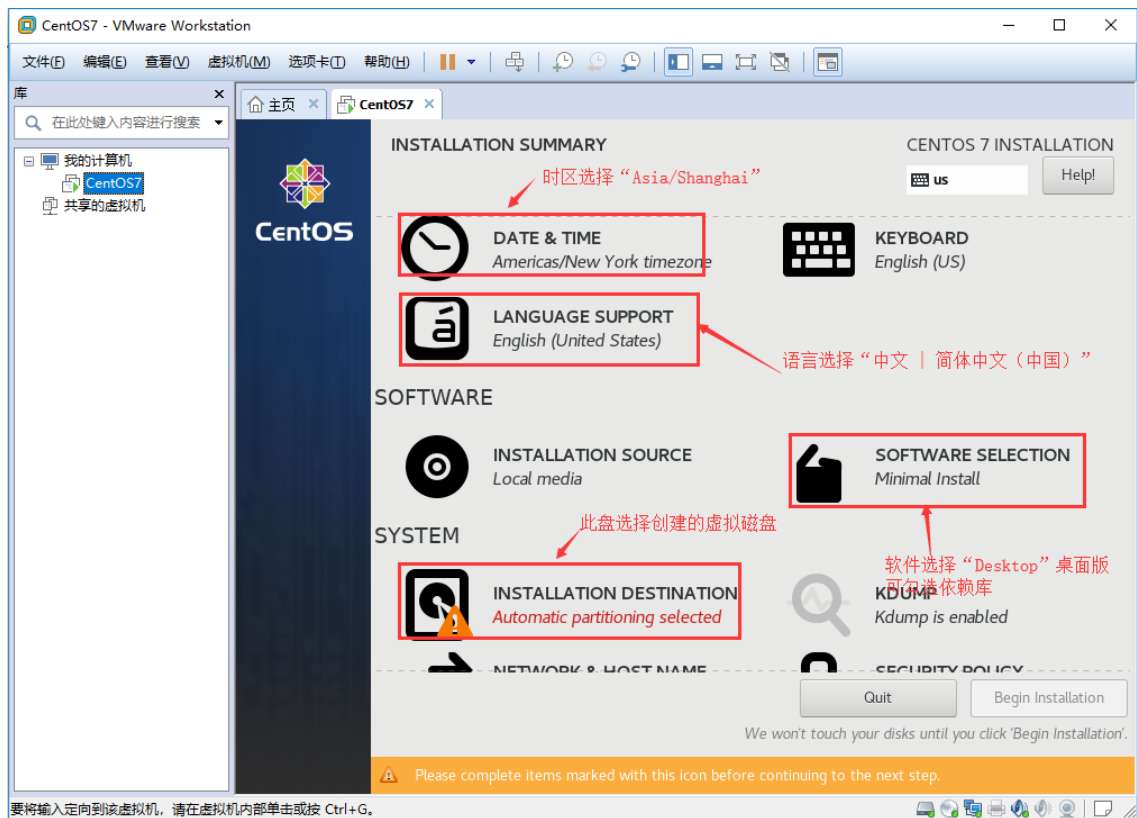 CentOS7 - VMware Workstation
文件(F) 编辑(E) 查看(V) 虚拟机(M) 选项卡(T) 帮助(H)
库
在此处键入内容进行搜索
我的计算机
CentOS7
共享的虚拟机
主页
CentOS7
CentOS
INSTALLATION SUMMARY
CENTOS 7 INSTALLATION
us
Help!
时区选择“Asia/Shanghai”
DATE & TIME
Americas/New York timezone
KEYBOARD
English (US)
LANGUAGE SUPPORT
English (United States)
语言选择“中文 | 简体中文（中国）”
SOFTWARE
INSTALLATION SOURCE
Local media
SOFTWARE SELECTION
Minimal Install
此盘选择创建的虚拟磁盘
SYSTEM
软件选择“Desktop”桌面版
可勾选依赖库
INSTALLATION DESTINATION
Automatic partitioning selected
KDUMP
Kdump is enabled
NETWORK & HOST NAME
SECURITY POLICY
Quit
Begin Installation
We won't touch your disks until you click 'Begin Installation'.
Please complete items marked with this icon before continuing to the next step.
要将输入定向到该虚拟机，请在虚拟机内部单击或按 Ctrl+G。